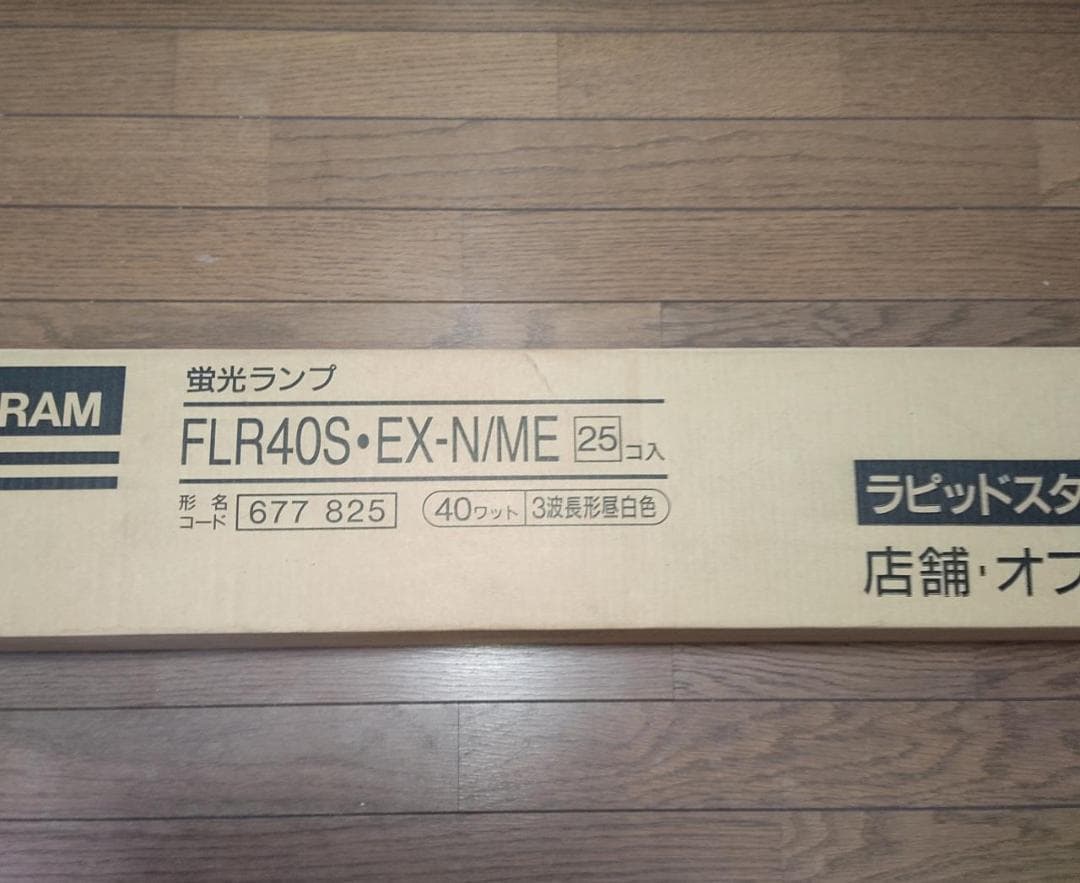 RAM
蛍光ランプ
FLR40S・EX-N/ME 25コ入
形名コード 677 825 40ワット 3波長形昼白色
ラピッドスタ
店舗・オフ